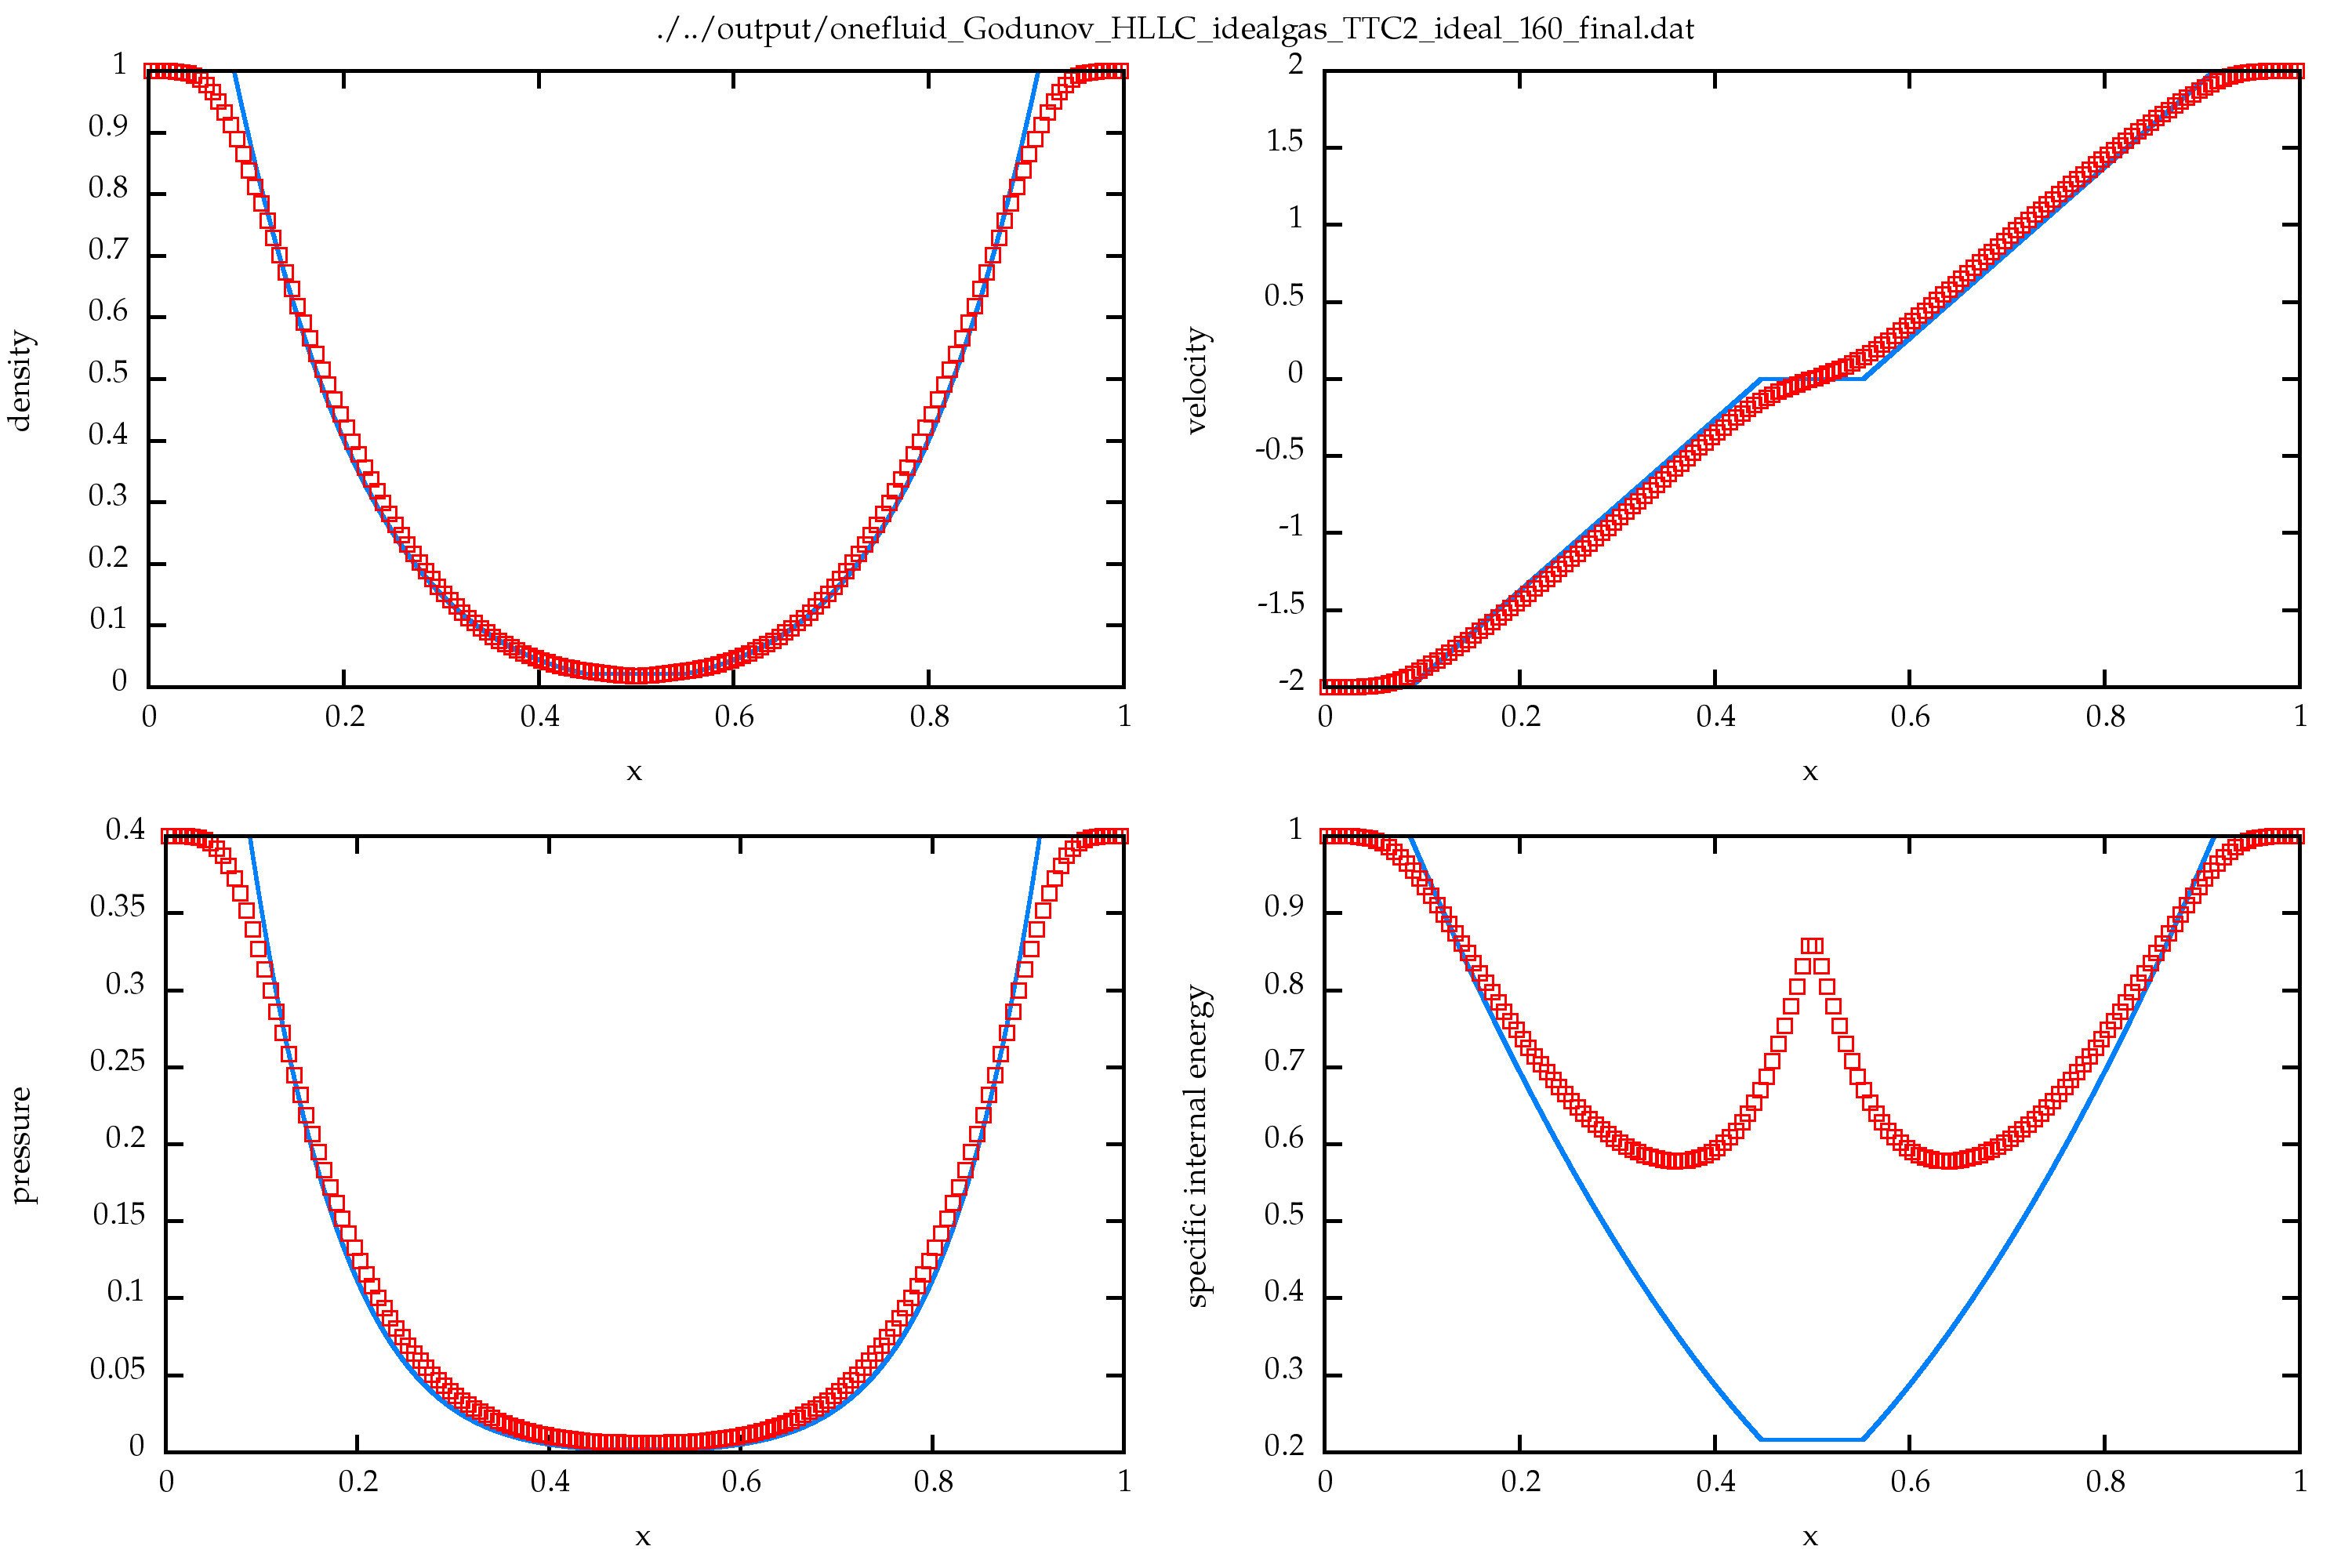 ./../output/onefluid_Godunov_HLLC_idealgas_TTC2_ideal_160_final.dat
1
0.9
0.8
0.7
0.6
0.5
0.4
0.3
0.2
0.1
0
density
0 0.2 0.4 0.6 0.8 1
x
2
1.5
1
0.5
0
-0.5
-1
-1.5
-2
velocity
0 0.2 0.4 0.6 0.8 1
x
0.4
0.35
0.3
0.25
0.2
0.15
0.1
0.05
0
pressure
0 0.2 0.4 0.6 0.8 1
x
1
0.9
0.8
0.7
0.6
0.5
0.4
0.3
0.2
specific internal energy
0 0.2 0.4 0.6 0.8 1
x